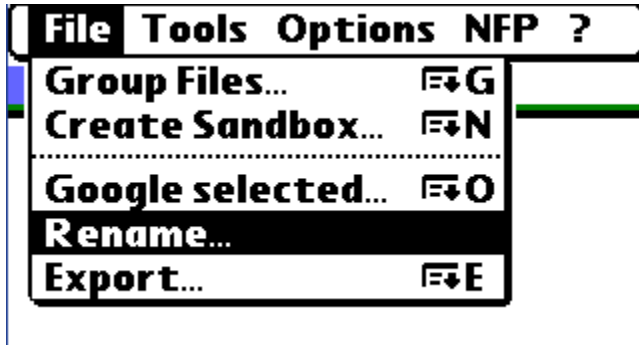 File Tools Options NFP ?
Group Files... G
Create Sandbox... N
Google selected... O
Rename...
Export... E